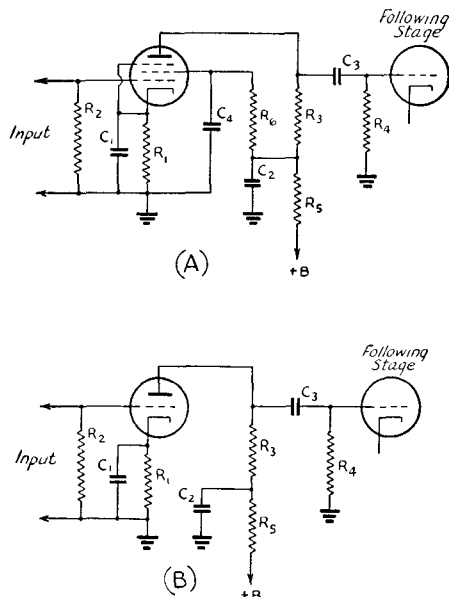 Following
Stage
C3
R2
C1
R1
C4
R6
R3
R4
Input
C2
R5
+B
(A)
Following
Stage
C3
R2
R3
R4
Input
C1
R1
C2
R5
+B
(B)